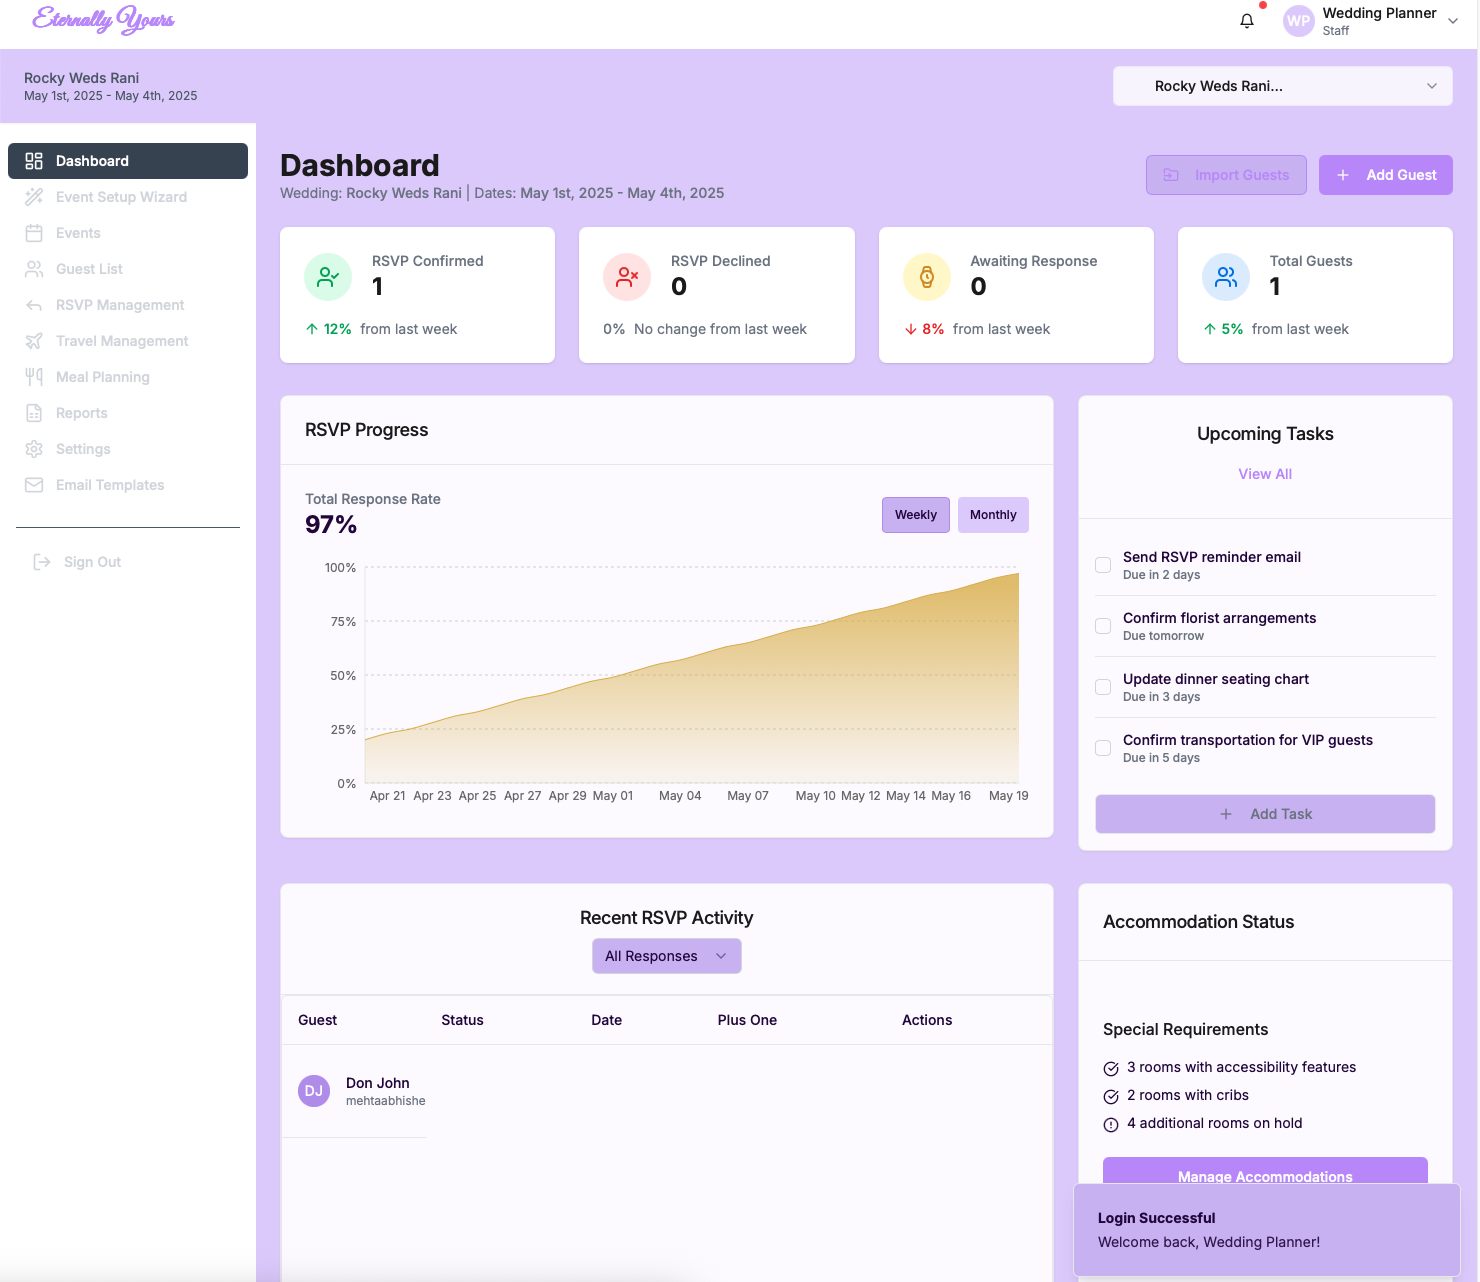 Eternally Yours
WP
Wedding Planner
Staff
Rocky Weds Rani
May 1st, 2025 - May 4th, 2025
Rocky Weds Rani...
Dashboard
Event Setup Wizard
Events
Guest List
RSVP Management
Travel Management
Meal Planning
Reports
Settings
Email Templates
Sign Out
Dashboard
Wedding: Rocky Weds Rani | Dates: May 1st, 2025 - May 4th, 2025
Import Guests
Add Guest
RSVP Confirmed
1
12% from last week
RSVP Declined
0
0% No change from last week
Awaiting Response
0
8% from last week
Total Guests
1
5% from last week
RSVP Progress
Total Response Rate
97%
Weekly
Monthly
100%
75%
50%
25%
0%
Apr 21 Apr 23 Apr 25 Apr 27 Apr 29 May 01 May 04 May 07 May 10 May 12 May 14 May 16 May 19
Upcoming Tasks
View All
Send RSVP reminder email
Due in 2 days
Confirm florist arrangements
Due tomorrow
Update dinner seating chart
Due in 3 days
Confirm transportation for VIP guests
Due in 5 days
Add Task
Recent RSVP Activity
All Responses
Guest Status Date Plus One Actions
DJ
Don John
mehtaabhishe
Accommodation Status
Special Requirements
3 rooms with accessibility features
2 rooms with cribs
4 additional rooms on hold
Manage Accommodations
Login Successful
Welcome back, Wedding Planner!